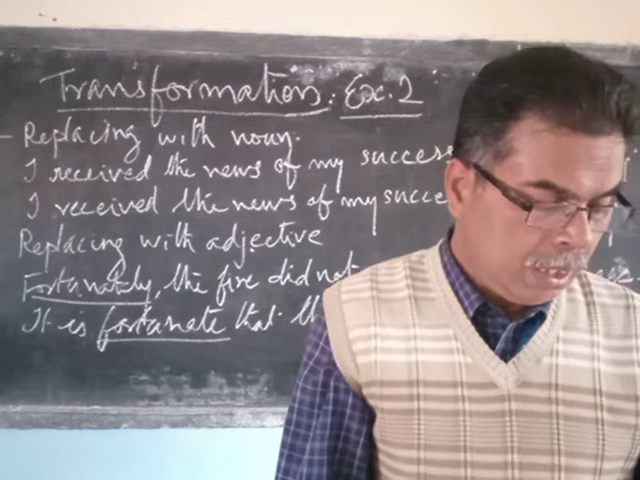 Transformation: Ex. 2
Replacing with noun.
I received the news of my success
I received the news of my succe
Replacing with adjective
Fortunately, the fire did not
It is fortunate that th